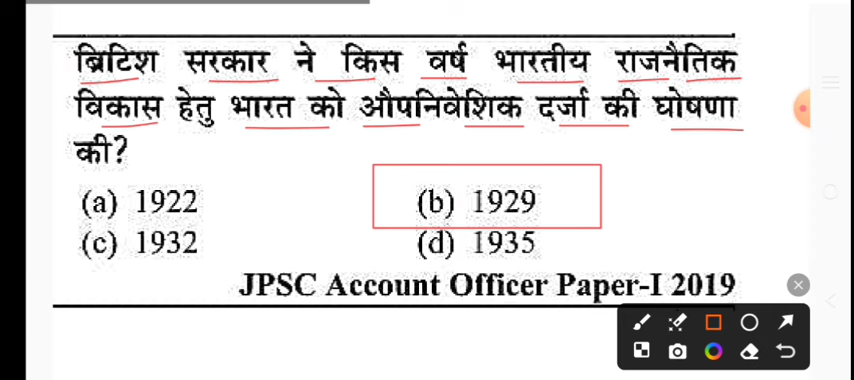 ब्रिटिश सरकार ने किस वर्ष भारतीय राजनैतिक
विकास हेतु भारत को औपनिवेशिक दर्जा की घोषणा
की?
(a) 1922 (b) 1929
(c) 1932 (d) 1935
JPSC Account Officer Paper-I 2019